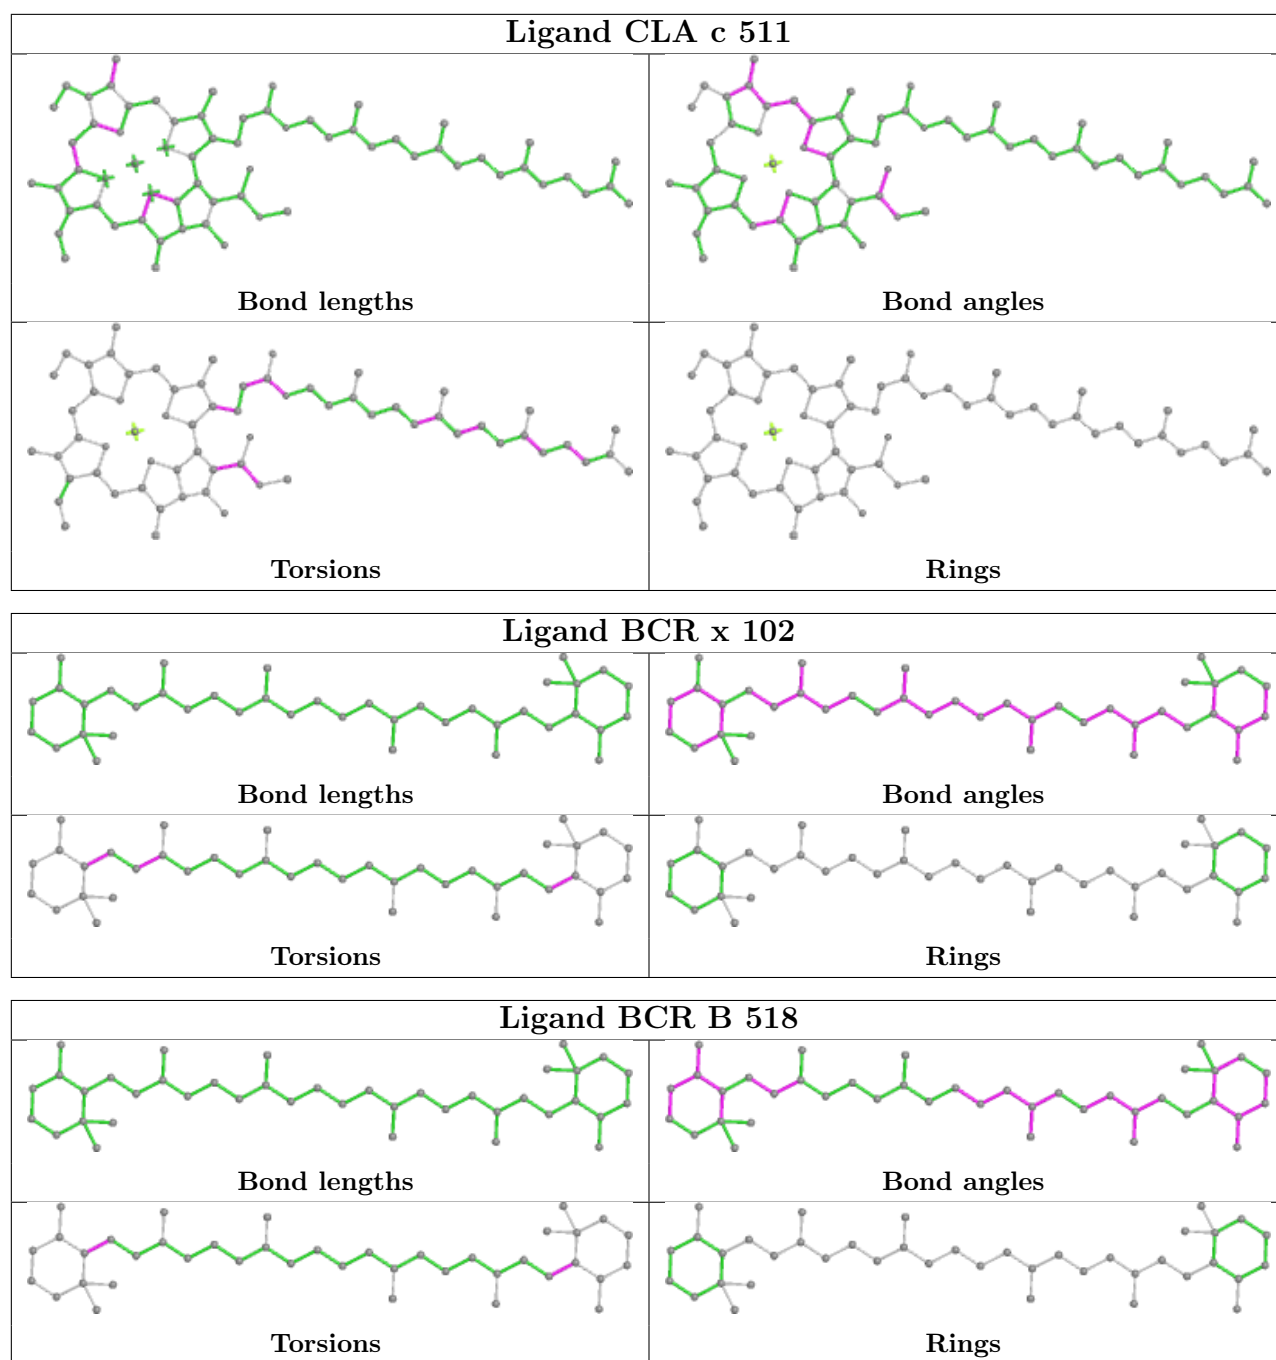 Ligand CLA c 511
Bond lengths
Bond angles
Torsions
Rings
Ligand BCR x 102
Bond lengths
Bond angles
Torsions
Rings
Ligand BCR B 518
Bond lengths
Bond angles
Torsions
Rings